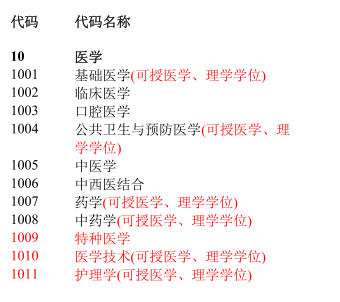 代码 代码名称
10 医学
1001 基础医学(可授医学、理学学位)
1002 临床医学
1003 口腔医学
1004 公共卫生与预防医学(可授医学、理
学学位)
1005 中医学
1006 中西医结合
1007 药学(可授医学、理学学位)
1008 中药学(可授医学、理学学位)
1009 特种医学
1010 医学技术(可授医学、理学学位)
1011 护理学(可授医学、理学学位)